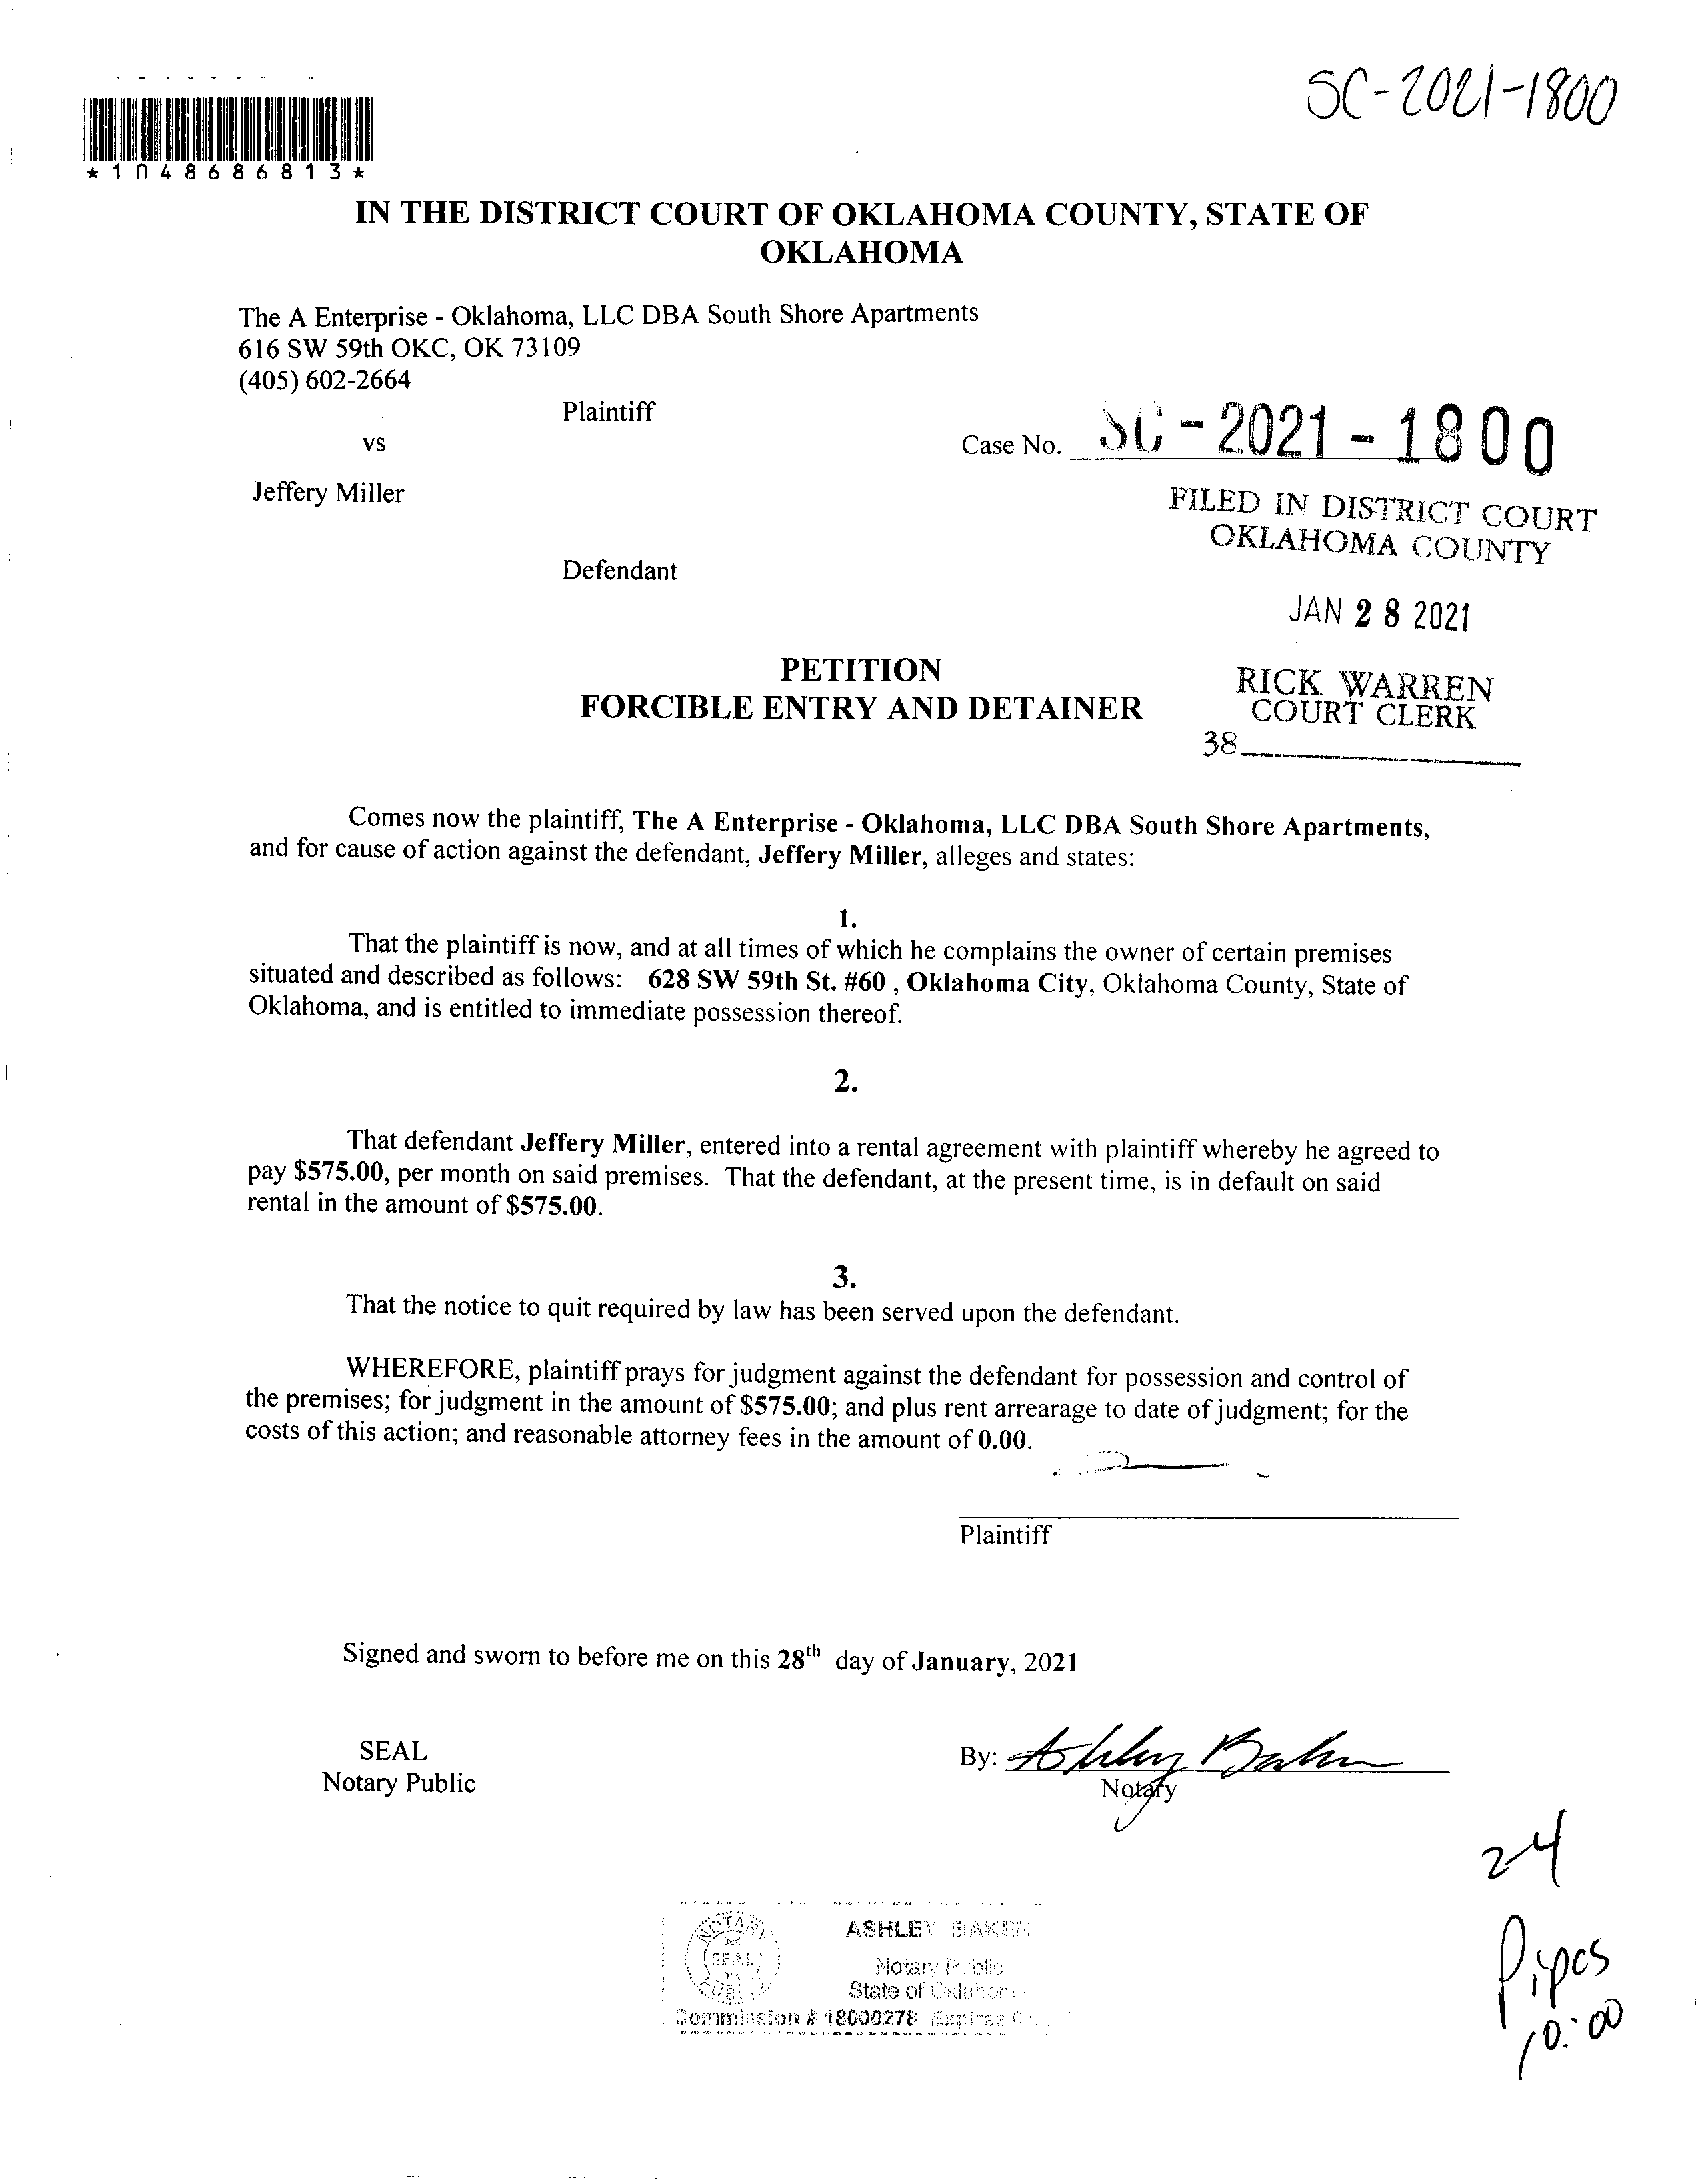 SC-2021-1800
*1048686813*
IN THE DISTRICT COURT OF OKLAHOMA COUNTY, STATE OF
OKLAHOMA
The A Enterprise - Oklahoma, LLC DBA South Shore Apartments
616 SW 59th OKC, OK 73109
(405) 602-2664
Plaintiff
vs
Case No. SC-2021-1800
Jeffery Miller
FILED IN DISTRICT COURT
OKLAHOMA COUNTY
Defendant
JAN 28 2021
PETITION
FORCIBLE ENTRY AND DETAINER
RICK WARREN
COURT CLERK
38
Comes now the plaintiff, The A Enterprise - Oklahoma, LLC DBA South Shore Apartments,
and for cause of action against the defendant, Jeffery Miller, alleges and states:
1.
That the plaintiff is now, and at all times of which he complains the owner of certain premises
situated and described as follows: 628 SW 59th St. #60 , Oklahoma City, Oklahoma County, State of
Oklahoma, and is entitled to immediate possession thereof.
2.
That defendant Jeffery Miller, entered into a rental agreement with plaintiff whereby he agreed to
pay $575.00, per month on said premises. That the defendant, at the present time, is in default on said
rental in the amount of $575.00.
3.
That the notice to quit required by law has been served upon the defendant.
WHEREFORE, plaintiff prays for judgment against the defendant for possession and control of
the premises; for judgment in the amount of $575.00; and plus rent arrearage to date of judgment; for the
costs of this action; and reasonable attorney fees in the amount of 0.00.
Plaintiff
Signed and sworn to before me on this 28th day of January, 2021
SEAL
Notary Public
By: Ashley Baken
Notary
24
Pipes
10:00
ASHLEY BAKEN
Notary Public
State of Oklahoma
Commission # 18000278 Expires
SEAL